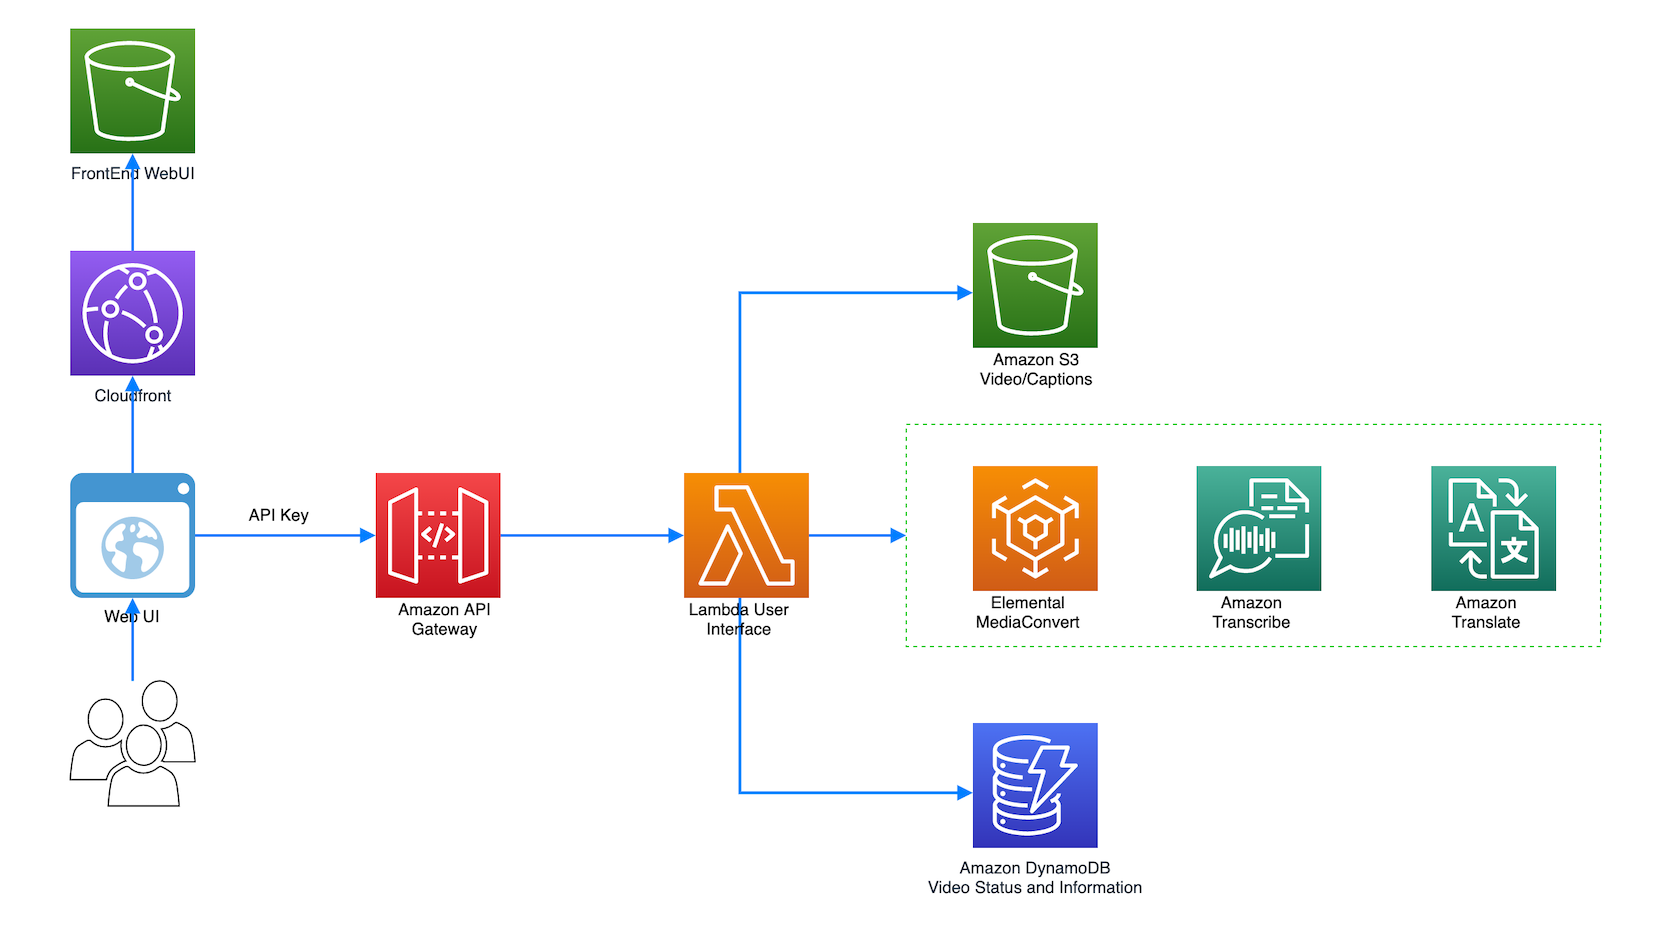 FrontEnd WebUI
Cloudfront
Web UI
API Key
Amazon API
Gateway
</>
Lambda User
Interface
Amazon S3
Video/Captions
Elemental
MediaConvert
Amazon
Transcribe
A
文
Amazon
Translate
Amazon DynamoDB
Video Status and Information